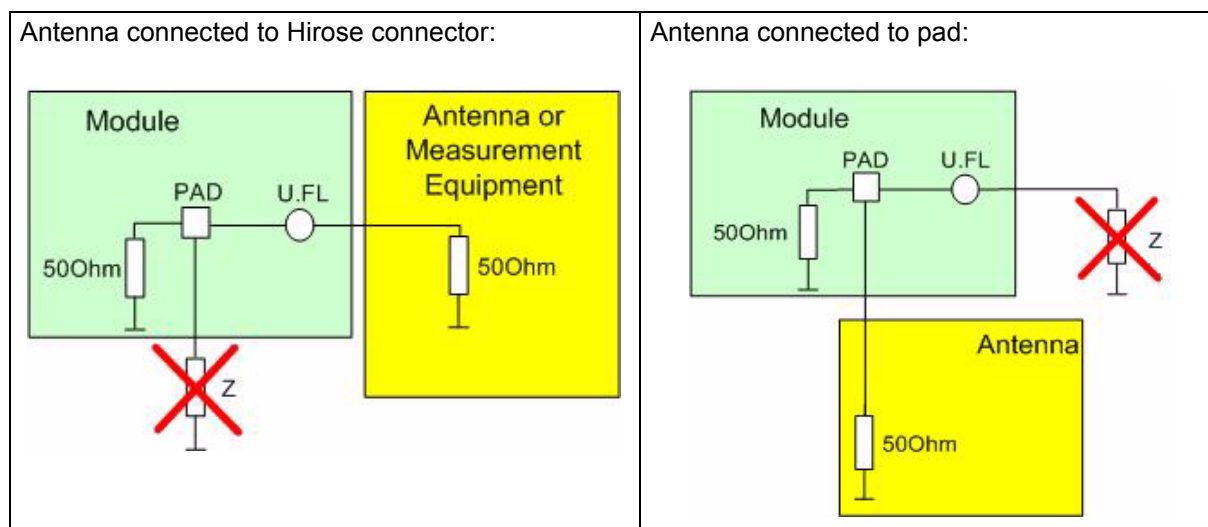 Antenna connected to Hirose connector:
Module
PAD
U.FL
50Ohm
Z
Antenna or
Measurement
Equipment
50Ohm
Antenna connected to pad:
Module
PAD
U.FL
50Ohm
Z
Antenna
50Ohm